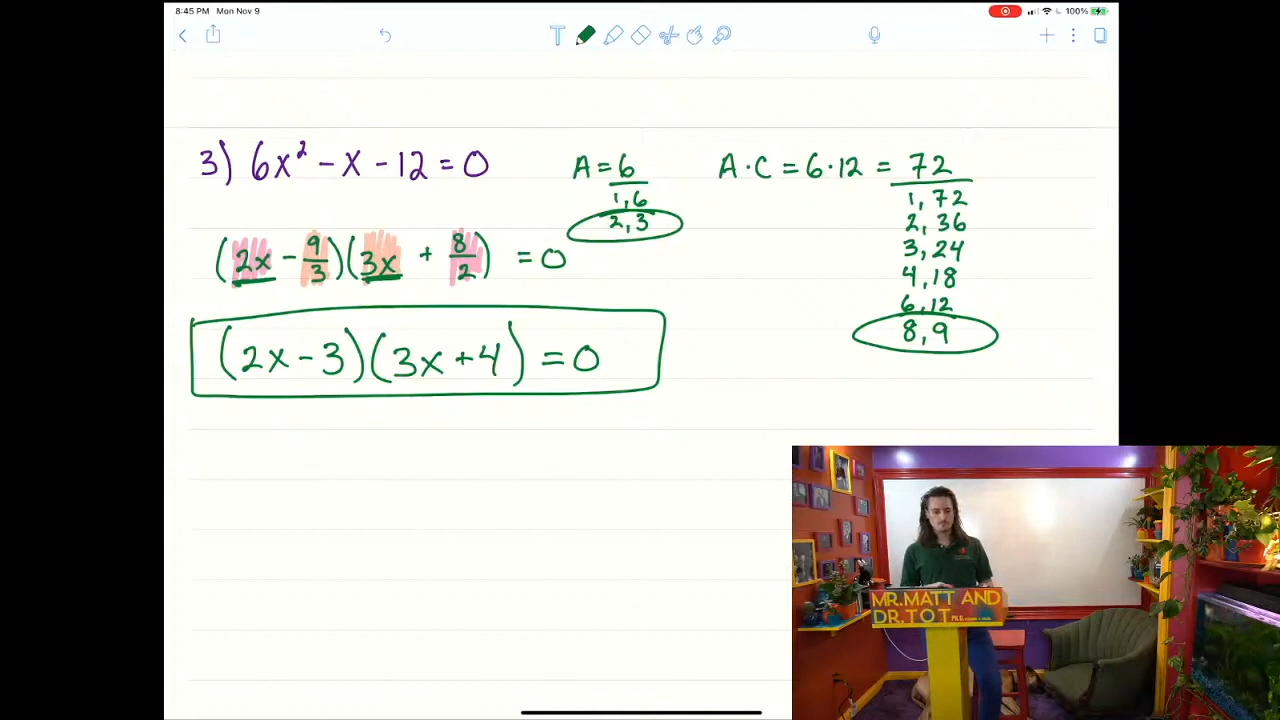 8:45 PM Mon Nov 9
100%
T
3) 6x² - x - 12 = 0
A = 6
1, 6
2, 3
A · C = 6 · 12 = 72
1, 72
2, 36
3, 24
4, 18
6, 12
8, 9
(2x - 9/3)(3x + 8/2) = 0
(2x - 3)(3x + 4) = 0
MR. MATT AND
DR. TOT